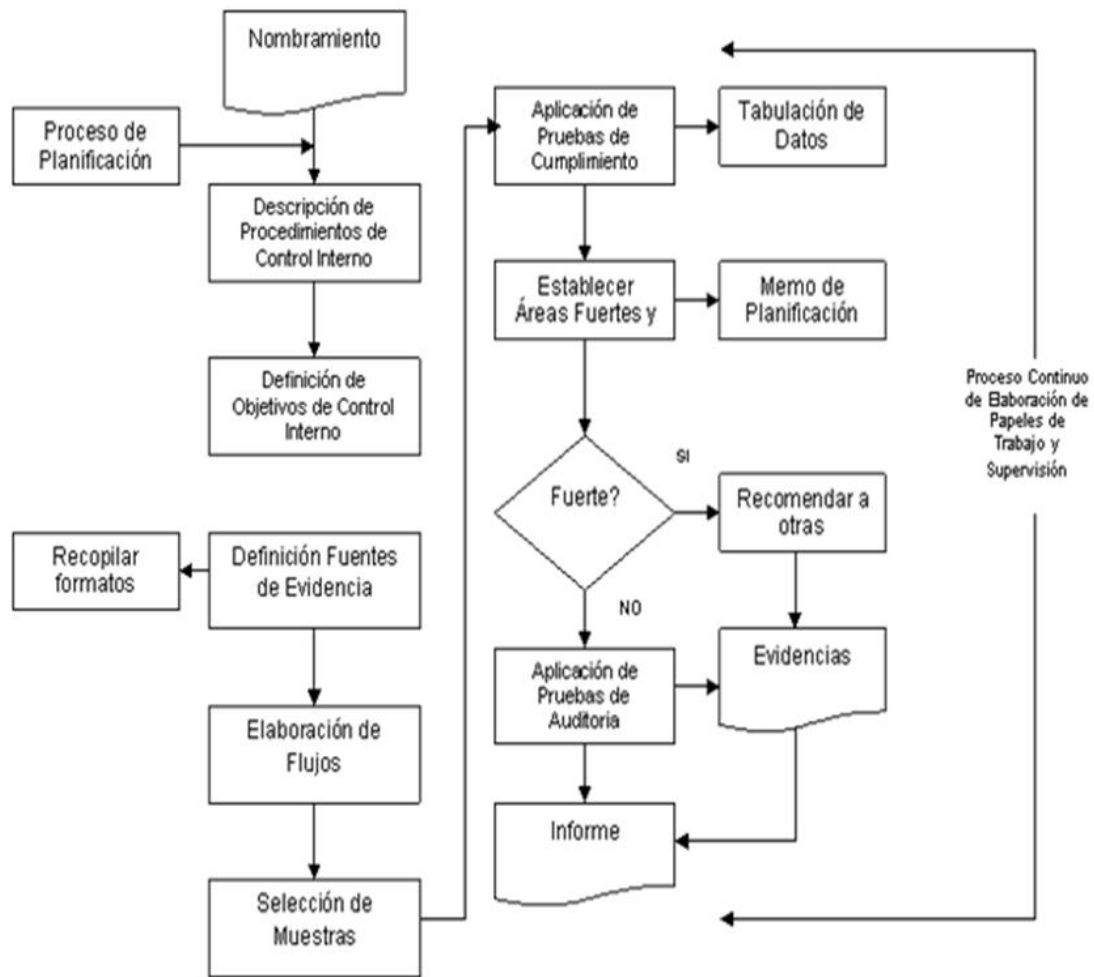 Nombramiento
Proceso de
Planificación
Descripción de
Procedimientos de
Control Interno
Definición de
Objetivos de Control
Interno
Recopilar
formatos
Definición Fuentes
de Evidencia
Elaboración de
Flujos
Selección de
Muestras
Aplicación de
Pruebas de
Cumplimiento
Tabulación de
Datos
Establecer
Áreas Fuertes y
Memo de
Planificación
Fuerte?
SI
Recomendar a
otras
NO
Aplicación de
Pruebas de
Auditoria
Evidencias
Informe
Proceso Continuo
de Elaboración de
Papeles de
Trabajo y
Supervisión